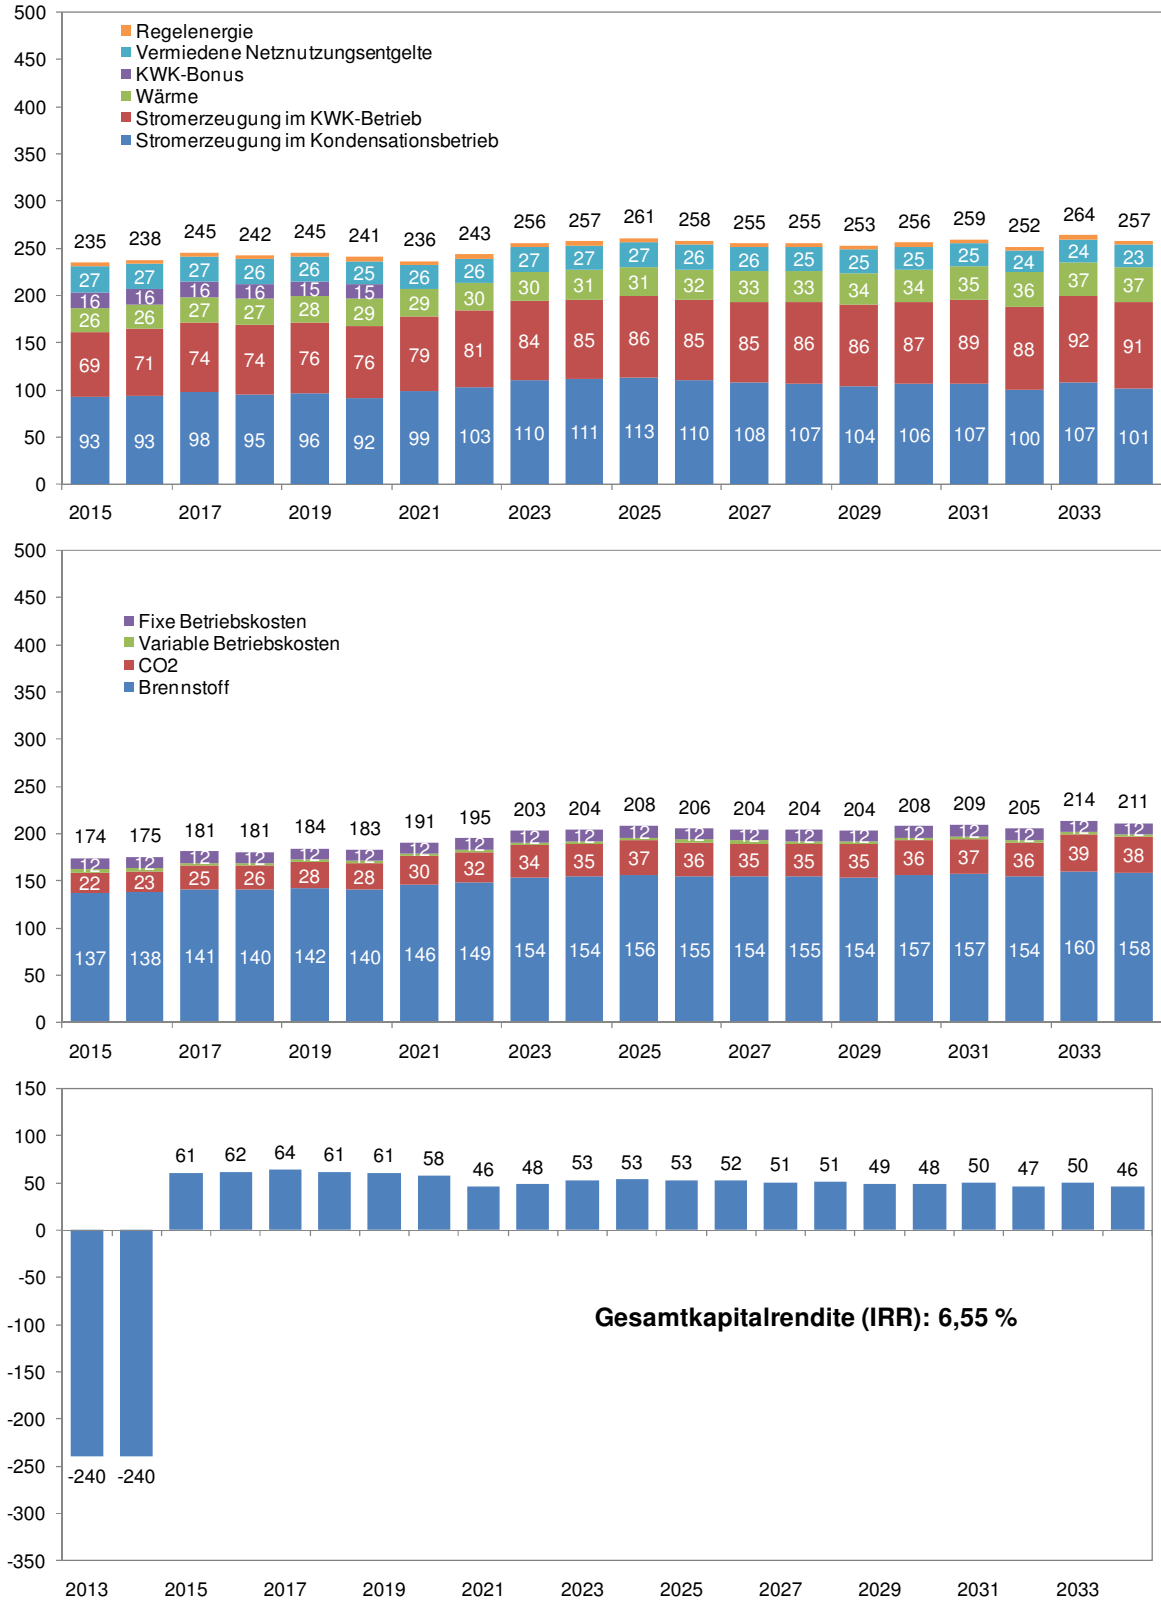 500
450
400
350
300
250
200
150
100
50
0
Regelenergie
Vermiedene Netznutzungsentgelte
KWK-Bonus
Wärme
Stromerzeugung im KWK-Betrieb
Stromerzeugung im Kondensationsbetrieb
235 238 245 242 245 241 236 243 256 257 261 258 255 255 253 256 259 252 264 257
27 27 27 26 26 25 26 26 27 27 27 26 26 25 25 25 25 24 24 23
16 16 16 16 15 15
26 26 27 27 28 29 29 30 30 31 31 32 33 33 34 34 35 36 37 37
69 71 74 74 76 76 79 81 84 85 86 85 85 86 86 87 89 88 92 91
93 93 98 95 96 92 99 103 110 111 113 110 108 107 104 106 107 100 107 101
2015 2017 2019 2021 2023 2025 2027 2029 2031 2033
500
450
400
350
300
250
200
150
100
50
0
Fixe Betriebskosten
Variable Betriebskosten
CO2
Brennstoff
174 175 181 181 184 183 191 195 203 204 208 206 204 204 204 208 209 205 214 211
12 12 12 12 12 12 12 12 12 12 12 12 12 12 12 12 12 12 12 12
22 23 25 26 28 28 30 32 34 35 37 36 35 35 35 36 37 36 39 38
137 138 141 140 142 140 146 149 154 154 156 155 154 155 154 157 157 154 160 158
2015 2017 2019 2021 2023 2025 2027 2029 2031 2033
150
100
50
0
-50
-100
-150
-200
-250
-300
-350
61 62 64 61 61 58 46 48 53 53 53 52 51 51 49 48 50 47 50 46
Gesamtkapitalrendite (IRR): 6,55 %
-240 -240
2013 2015 2017 2019 2021 2023 2025 2027 2029 2031 2033